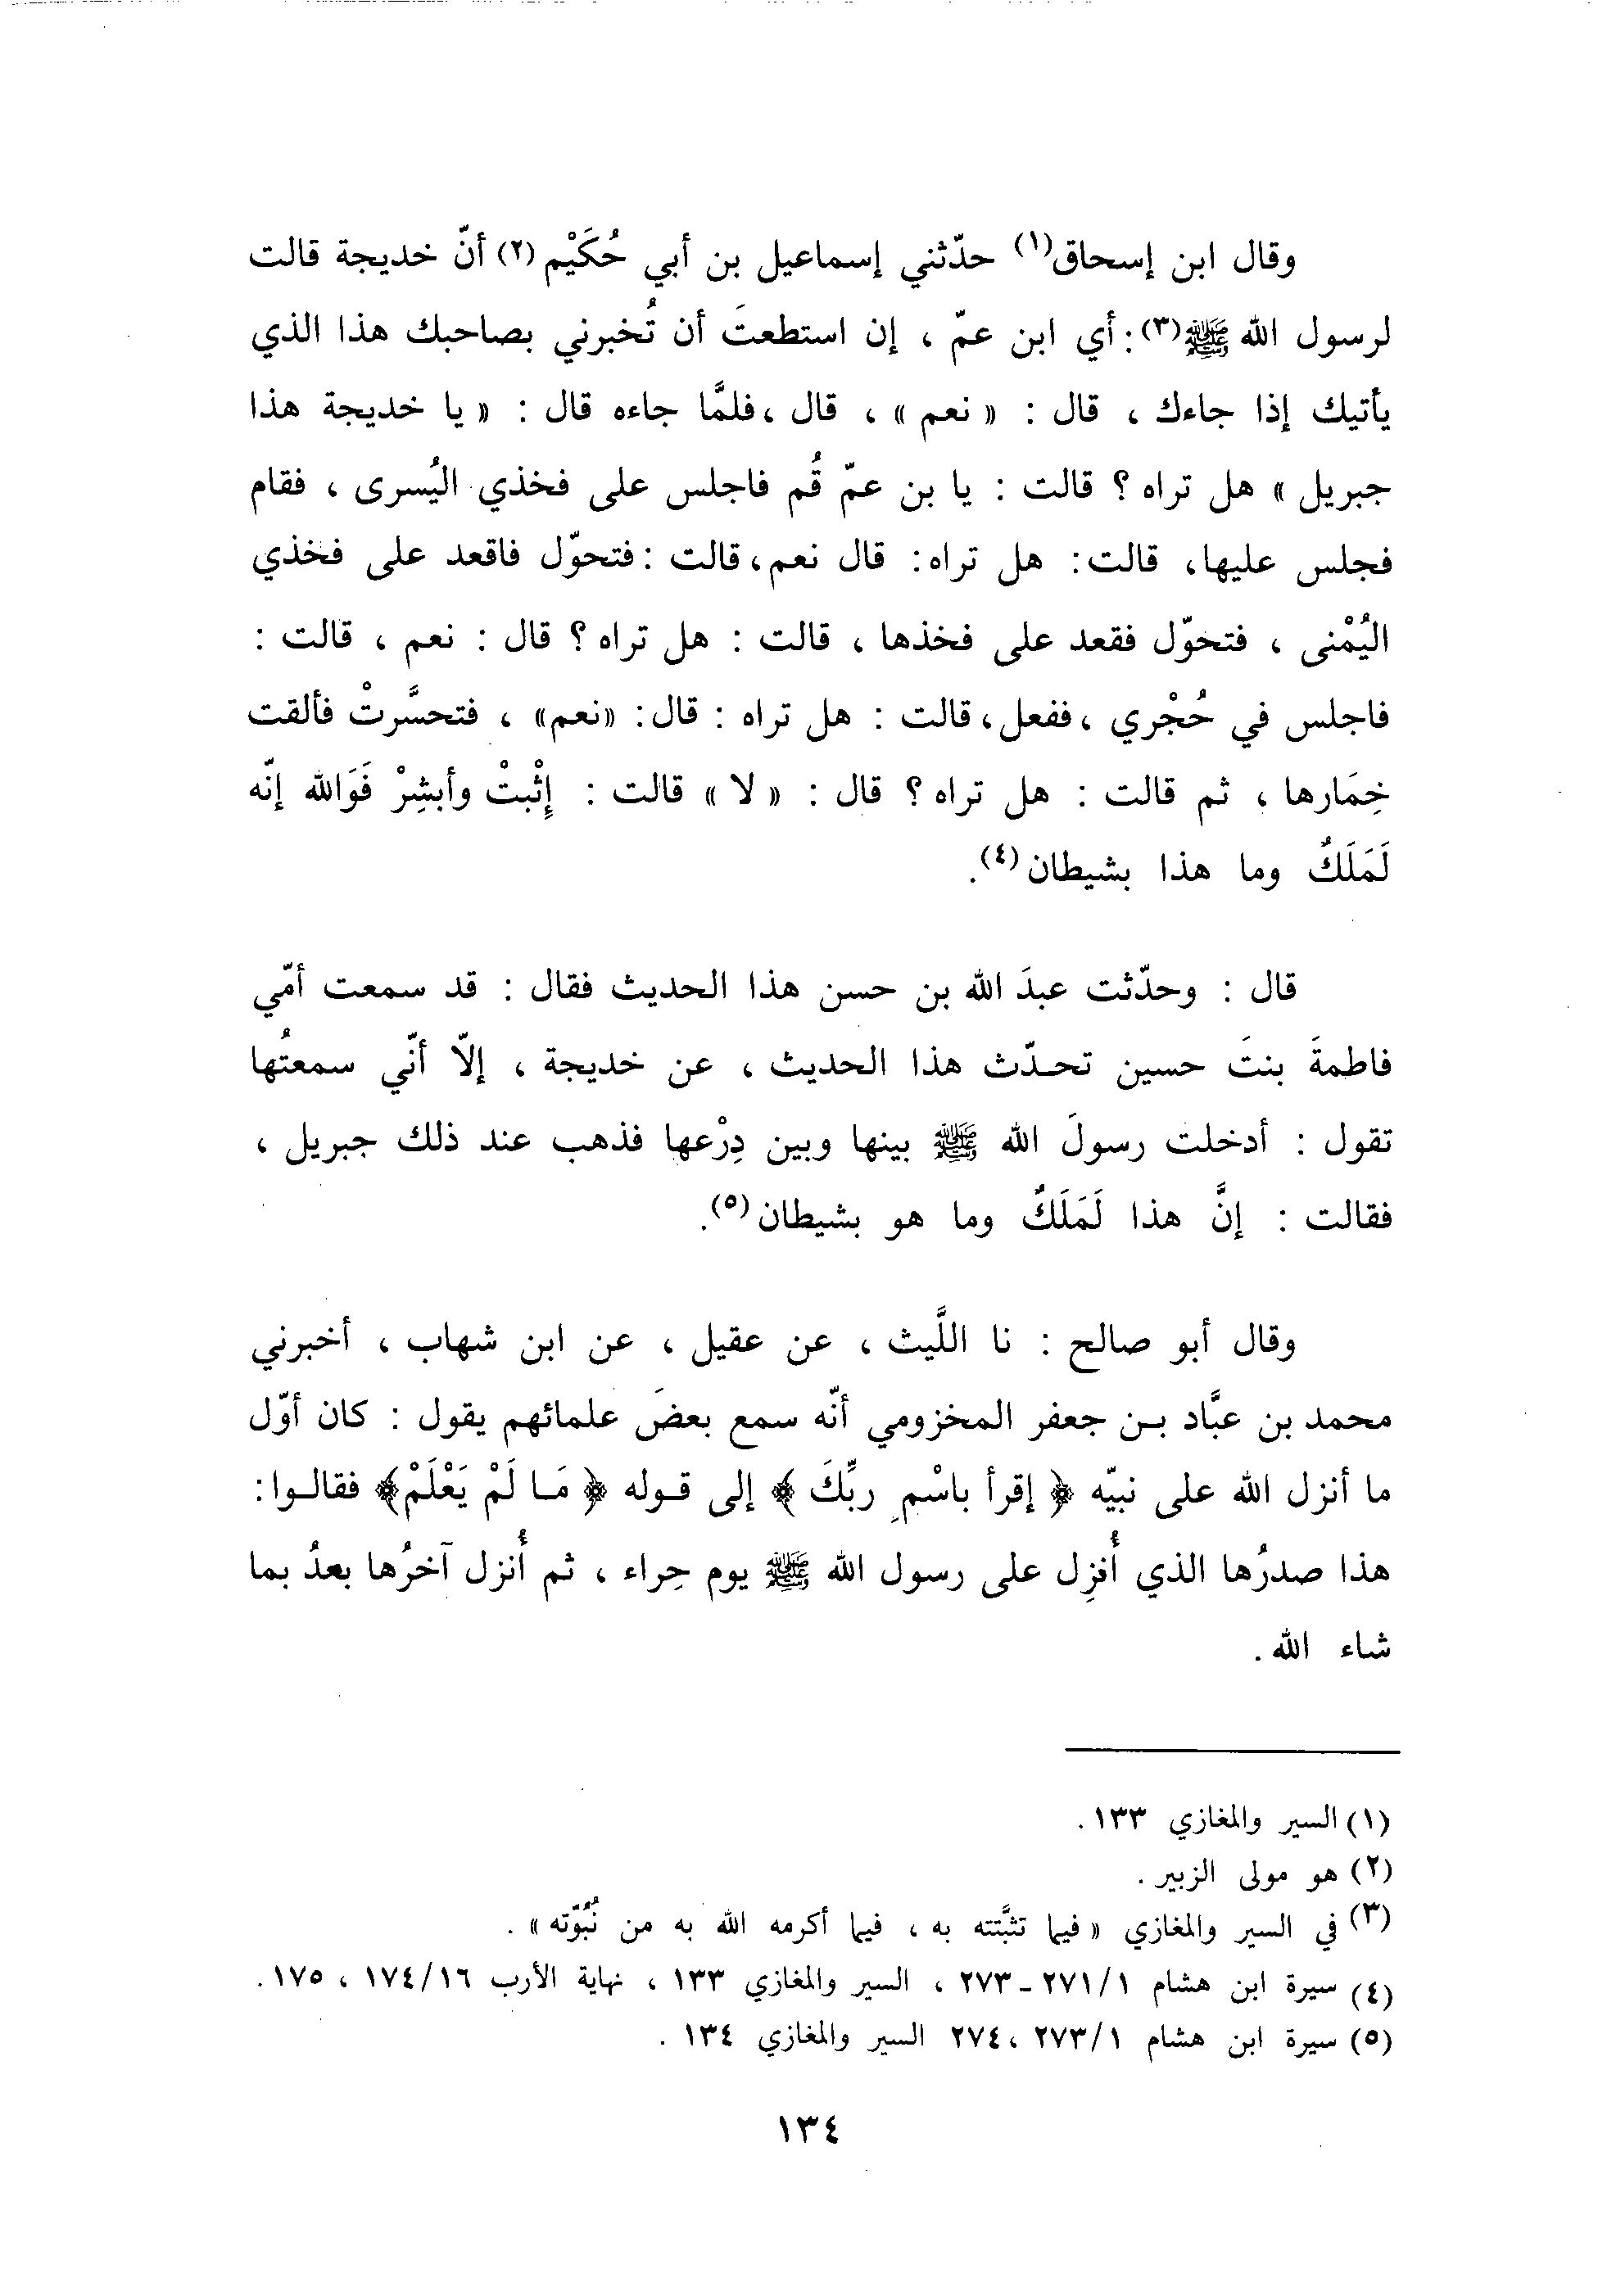 وقال ابن إسحاق(١) حدّثني إسماعيل بن أبي حُكَيْم(٢) أنّ خديجة قالت
لرسول الله ﷺ(٣): أي ابن عمّ ، إن استطعتَ أن تُخبرني بصاحبك هذا الذي
يأتيك إذا جاءك ، قال : « نعم » ، قال ، فلمَّا جاءه قال : « يا خديجة هذا
جبريل » هل تراه ؟ قالت : يا بن عمّ قُم فاجلس على فخذي اليُسرى ، فقام
فجلس عليها، قالت: هل تراه: قال نعم، قالت : فتحوّل فاقعد على فخذي
اليُمْنى ، فتحوّل فقعد على فخذها ، قالت : هل تراه ؟ قال : نعم ، قالت :
فاجلس في حُجْري ، ففعل، قالت : هل تراه : قال: «نعم» ، فتحسَّرتْ فألقت
خِمَارها ، ثم قالت : هل تراه ؟ قال : « لا » قالت : إِثْبتْ وأبشِرْ فَوَالله إنّه
لَمَلَكٌ وما هذا بشيطان(٤).
قال : وحدّثت عبدَ الله بن حسن هذا الحديث فقال : قد سمعت أمّي
فاطمةَ بنتَ حسين تحـدّث هذا الحديث ، عن خديجة ، إلاّ أنّي سمعتُها
تقول : أدخلت رسولَ الله ﷺ بينها وبين دِرْعها فذهب عند ذلك جبريل ،
فقالت : إنَّ هذا لَمَلَكٌ وما هو بشيطان(٥).
وقال أبو صالح : نا اللَّيث ، عن عقيل ، عن ابن شهاب ، أخبرني
محمد بن عبَّاد بـن جعفر المخزومي أنّه سمع بعضَ علمائهم يقول : كان أوّل
ما أنزل الله على نبيّه ﴿ إقرأ باسْمِ ربِّكَ ﴾ إلى قـوله ﴿ مَـا لَمْ يَعْلَمْ﴾ فقالـوا:
هذا صدرُها الذي أُفزِل على رسول الله ﷺ يوم حِراء ، ثم أُنزل آخرُها بعدُ بما
شاء الله .
(١) السير والمغازي ١٣٣.
(٢) هو مولى الزبير .
(٣) في السير والمغازي « فيما تثبَّتته به ، فيما أكرمه الله به من نُبُوّته» .
(٤) سيرة ابن هشام ٢٧١/١ ـ ٢٧٣ ، السير والمغازي ١٣٣ ، نهاية الأرب ١٧٤/١٦ ، ١٧٥.
(٥) سيرة ابن هشام ٢٧٣/١ ،٢٧٤ السير والمغازي ١٣٤ .
١٣٤